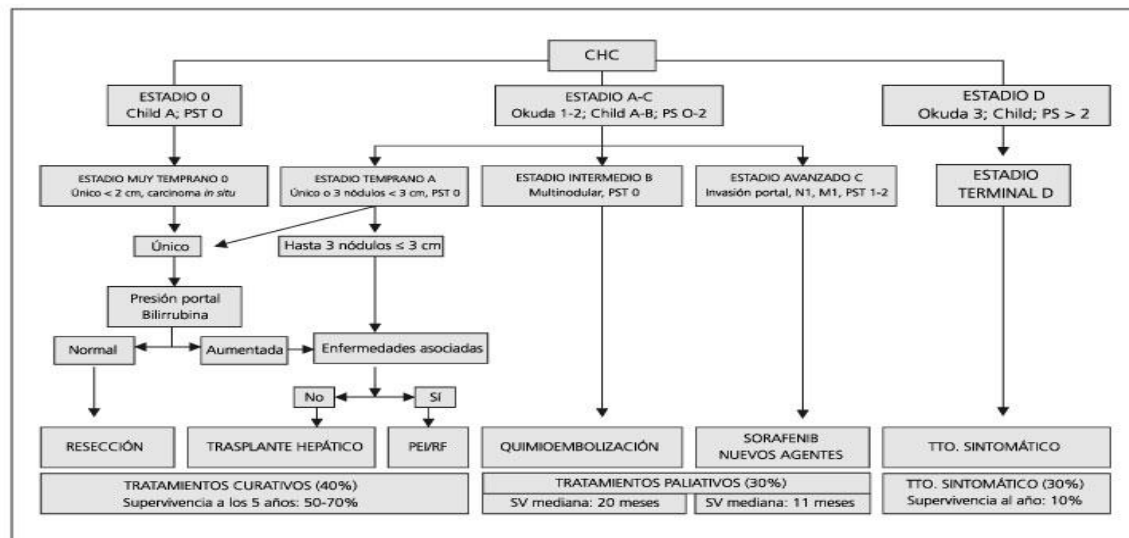 CHC
ESTADIO 0
Child A; PST O
ESTADIO A-C
Okuda 1-2; Child A-B; PS O-2
ESTADIO D
Okuda 3; Child; PS > 2
ESTADIO MUY TEMPRANO 0
Único < 2 cm, carcinoma in situ
ESTADIO TEMPRANO A
Único o 3 nódulos < 3 cm, PST 0
ESTADIO INTERMEDIO B
Multinodular, PST 0
ESTADIO AVANZADO C
Invasión portal, N1, M1, PST 1-2
ESTADIO
TERMINAL D
Único
Hasta 3 nódulos ≤ 3 cm
Presión portal
Bilirrubina
Normal
Aumentada
Enfermedades asociadas
No
Sí
RESECCIÓN
TRASPLANTE HEPÁTICO
PEI/RF
QUIMIOEMBOLIZACIÓN
SORAFENIB
NUEVOS AGENTES
TTO. SINTOMÁTICO
TRATAMIENTOS CURATIVOS (40%)
Supervivencia a los 5 años: 50-70%
TRATAMIENTOS PALIATIVOS (30%)
SV mediana: 20 meses
SV mediana: 11 meses
TTO. SINTOMÁTICO (30%)
Supervivencia al año: 10%